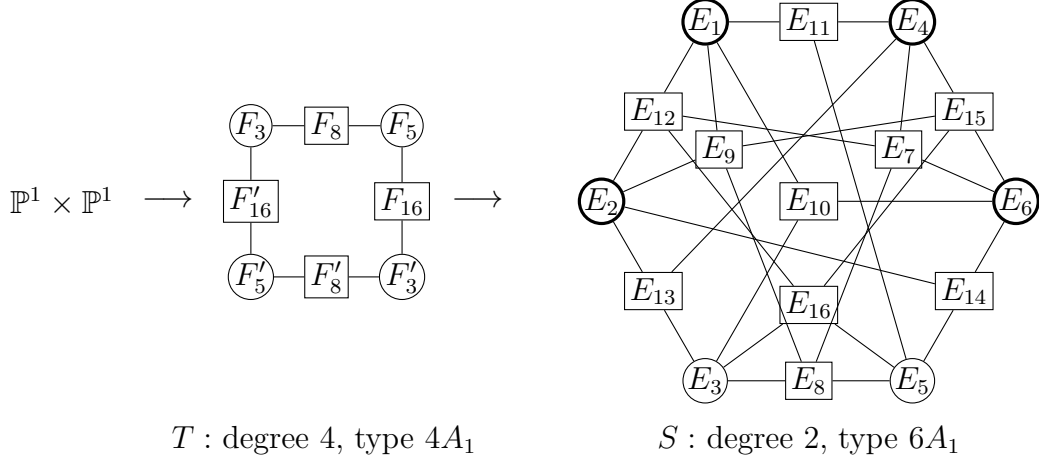 E₁ E₁₁ E₄
F₃ F₈ F₅ E₁₂ E₁₅
E₉ E₇
ℙ¹ × ℙ¹ ⟶ F′₁₆ F₁₆ ⟶ E₂ E₁₀ E₆
F′₅ F′₈ F′₃ E₁₃ E₁₆ E₁₄
E₃ E₈ E₅
T : degree 4, type 4A₁ S : degree 2, type 6A₁